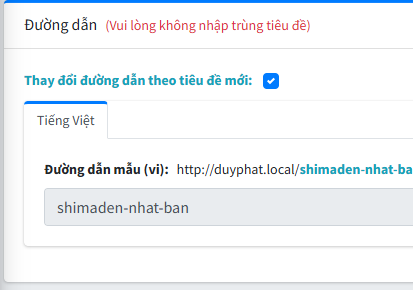 Đường dẫn (Vui lòng không nhập trùng tiêu đề)
Thay đổi đường dẫn theo tiêu đề mới:
Tiếng Việt
Đường dẫn mẫu (vi): http://duyphat.local/shimaden-nhat-ba
shimaden-nhat-ban